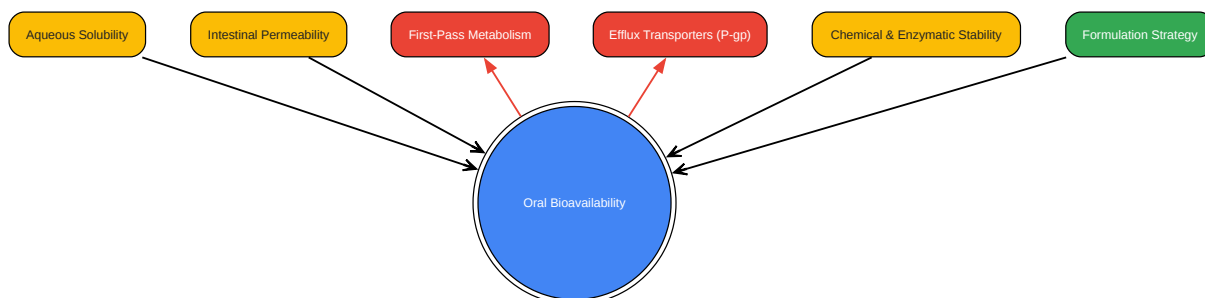 Aqueous Solubility
Intestinal Permeability
First-Pass Metabolism
Efflux Transporters (P-gp)
Chemical & Enzymatic Stability
Formulation Strategy
Oral Bioavailability